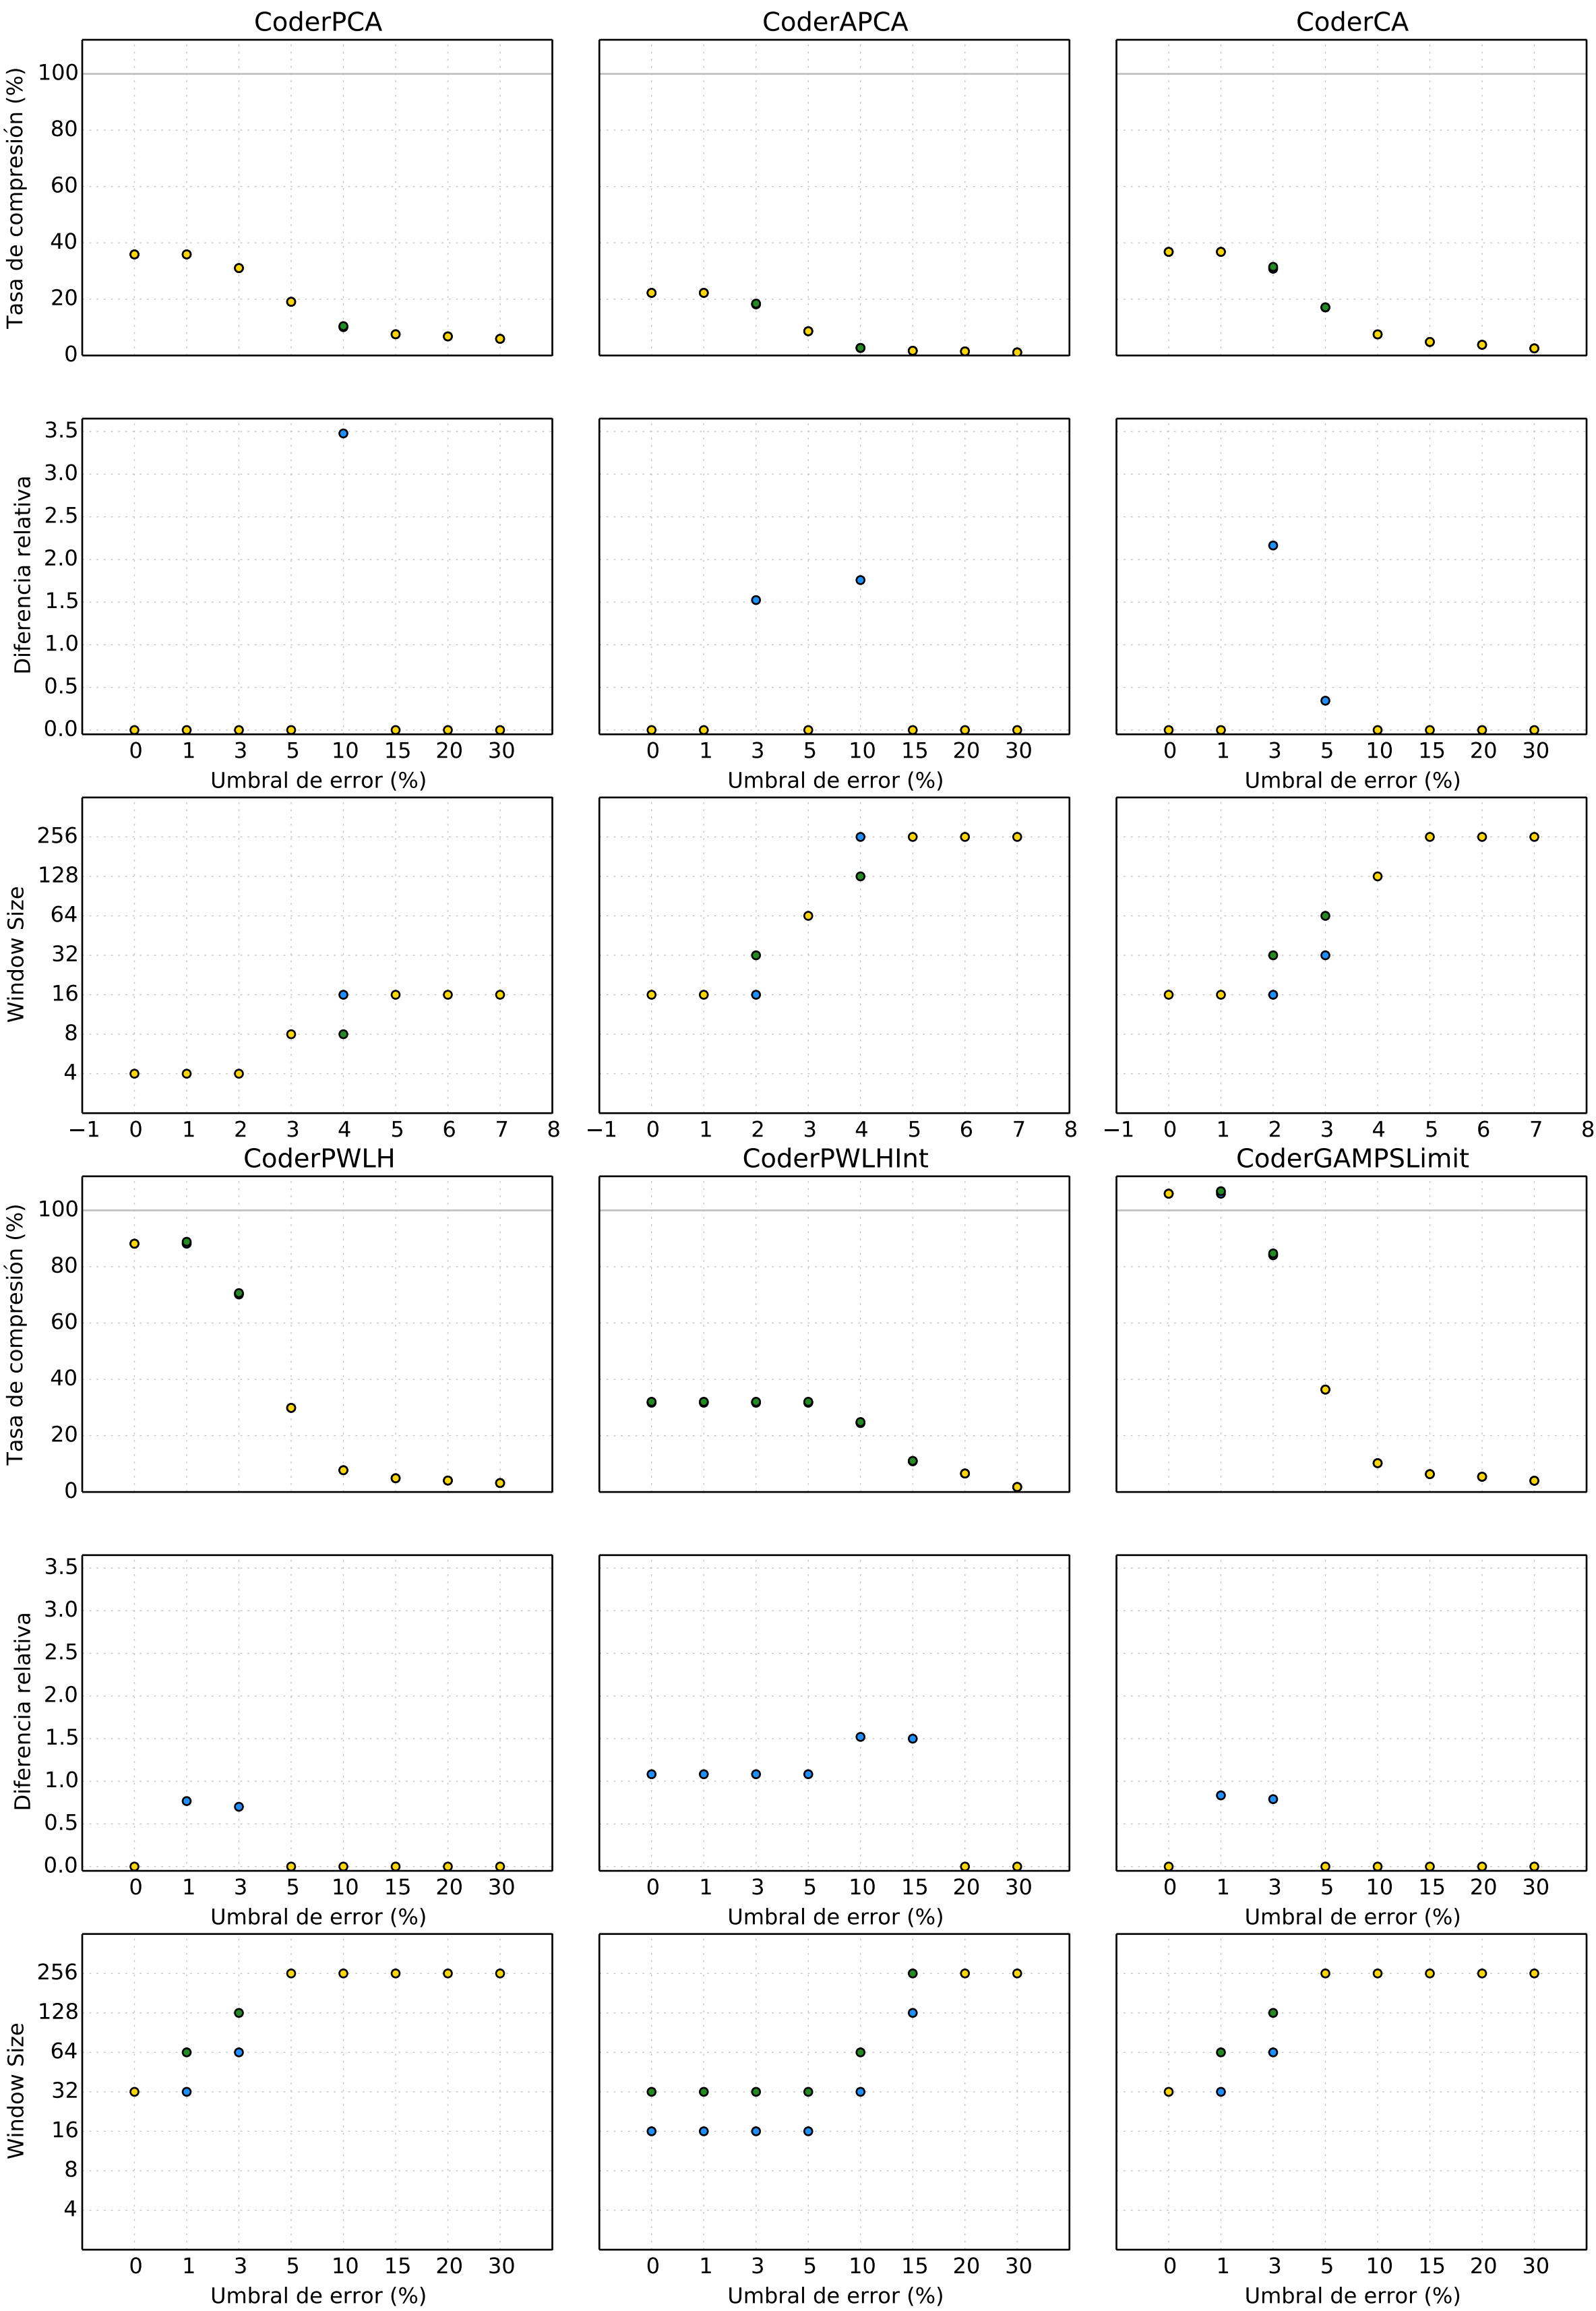 CoderPCA CoderAPCA CoderCA
Tasa de compresión (%)
100
80
60
40
20
0
Diferencia relativa
3.5
3.0
2.5
2.0
1.5
1.0
0.5
0.0
0 1 3 5 10 15 20 30 0 1 3 5 10 15 20 30 0 1 3 5 10 15 20 30
Umbral de error (%) Umbral de error (%) Umbral de error (%)
Window Size
256
128
64
32
16
8
4
−1 0 1 2 3 4 5 6 7 8 −1 0 1 2 3 4 5 6 7 8 −1 0 1 2 3 4 5 6 7 8
CoderPWLH CoderPWLHInt CoderGAMPSLimit
Tasa de compresión (%)
100
80
60
40
20
0
Diferencia relativa
3.5
3.0
2.5
2.0
1.5
1.0
0.5
0.0
0 1 3 5 10 15 20 30 0 1 3 5 10 15 20 30 0 1 3 5 10 15 20 30
Umbral de error (%) Umbral de error (%) Umbral de error (%)
Window Size
256
128
64
32
16
8
4
0 1 3 5 10 15 20 30 0 1 3 5 10 15 20 30 0 1 3 5 10 15 20 30
Umbral de error (%) Umbral de error (%) Umbral de error (%)